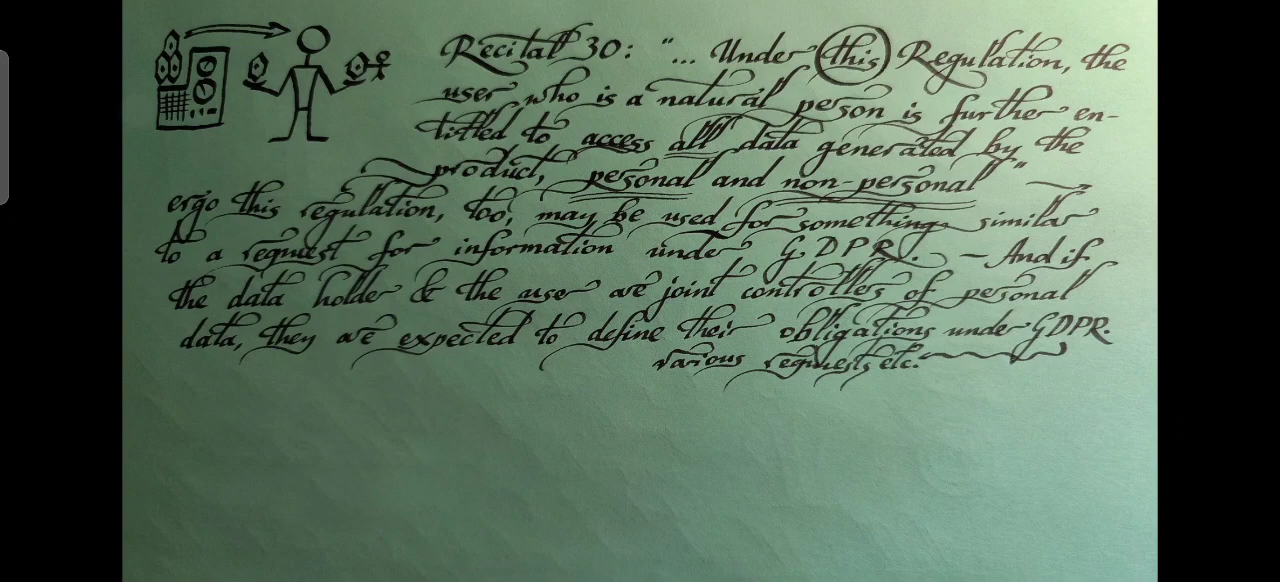 Recital 30: "... Under this Regulation, the
user who is a natural person is further en-
titled to access all data generated by the
product, personal and non-personal"
ergo this regulation, too, may be used for something similar
to a request for information under GDPR. - And if
the data holder & the user are joint controllers of personal
data, they are expected to define their obligations under GDPR.
various requests etc.